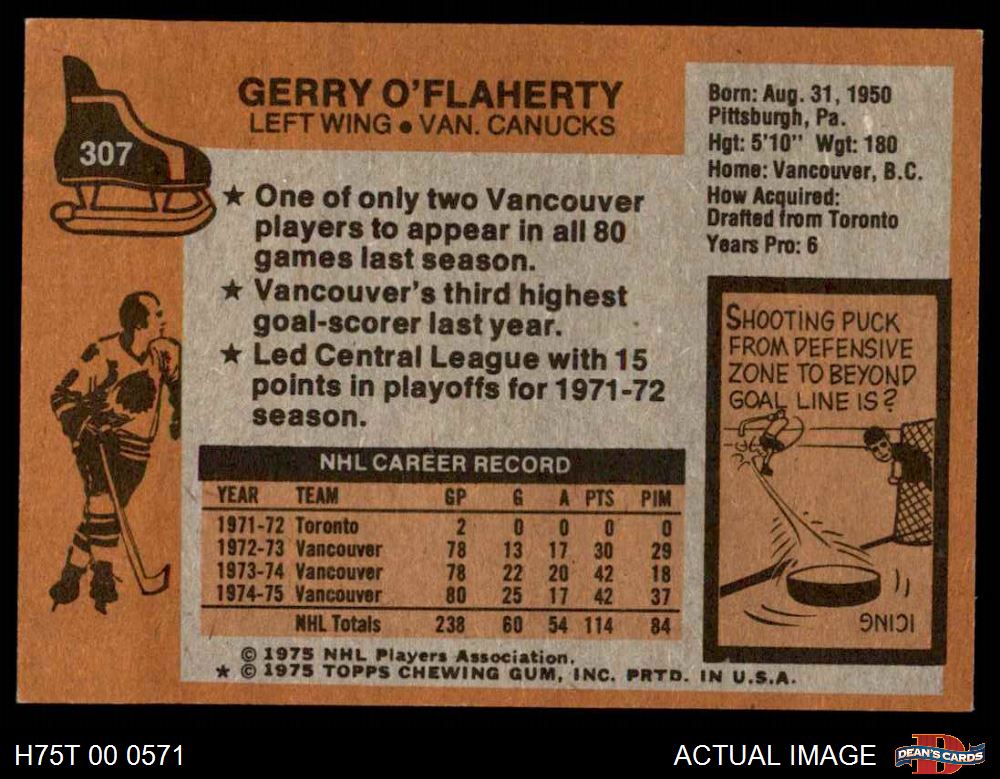 307
GERRY O'FLAHERTY
LEFT WING ● VAN. CANUCKS
★ One of only two Vancouver
players to appear in all 80
games last season.
★ Vancouver's third highest
goal-scorer last year.
★ Led Central League with 15
points in playoffs for 1971-72
season.
Born: Aug. 31, 1950
Pittsburgh, Pa.
Hgt: 5'10" Wgt: 180
Home: Vancouver, B.C.
How Acquired:
Drafted from Toronto
Years Pro: 6
NHL CAREER RECORD
YEAR TEAM GP G A PTS PIM
1971-72 Toronto 2 0 0 0 0
1972-73 Vancouver 78 13 17 30 29
1973-74 Vancouver 78 22 20 42 18
1974-75 Vancouver 80 25 17 42 37
NHL Totals 238 60 54 114 84
SHOOTING PUCK
FROM DEFENSIVE
ZONE TO BEYOND
GOAL LINE IS?
ICING
© 1975 NHL Players Association.
★ © 1975 TOPPS CHEWING GUM, INC. PRTD. IN U.S.A.
H75T 00 0571
ACTUAL IMAGE
DEAN'S CARDS